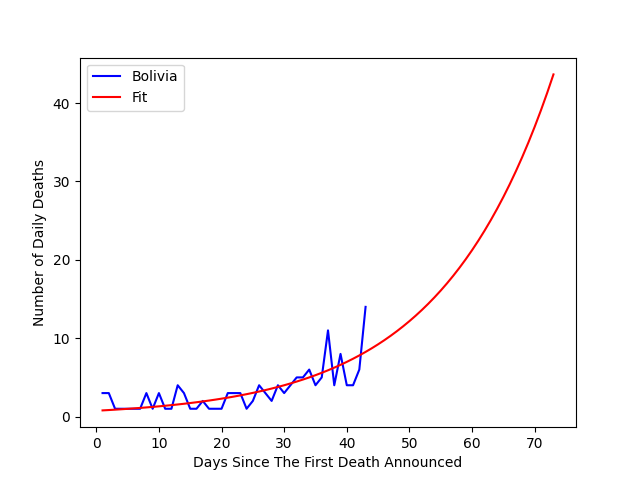 Bolivia
Fit
40
30
20
10
0
Number of Daily Deaths
0 10 20 30 40 50 60 70
Days Since The First Death Announced